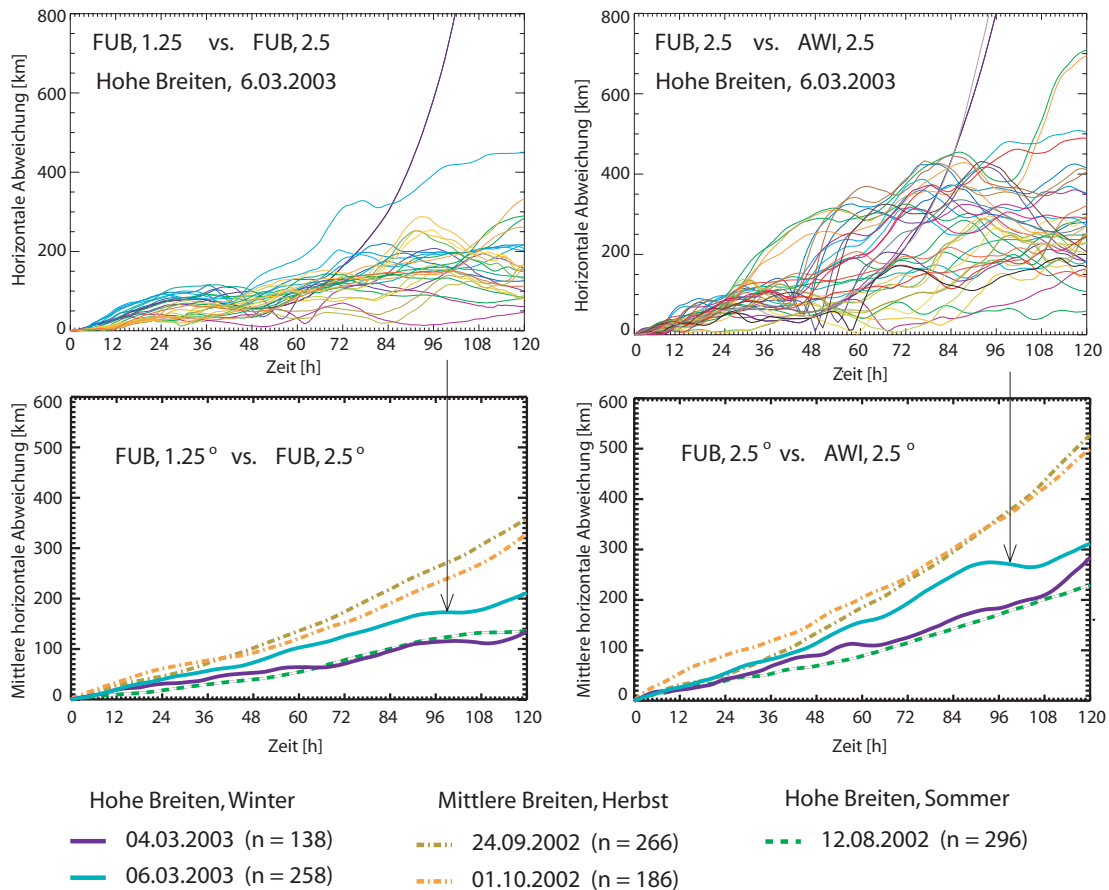 FUB, 1.25 vs. FUB, 2.5
Hohe Breiten, 6.03.2003
Horizontale Abweichung [km]
800
600
400
200
0
0 12 24 36 48 60 72 84 96 108 120
Zeit [h]
FUB, 2.5 vs. AWI, 2.5
Hohe Breiten, 6.03.2003
Horizontale Abweichung [km]
800
600
400
200
0
0 12 24 36 48 60 72 84 96 108 120
Zeit [h]
FUB, 1.25° vs. FUB, 2.5°
Mittlere horizontale Abweichung [km]
600
500
400
300
200
100
0
0 12 24 36 48 60 72 84 96 108 120
Zeit [h]
FUB, 2.5° vs. AWI, 2.5°
Mittlere horizontale Abweichung [km]
600
500
400
300
200
100
0
0 12 24 36 48 60 72 84 96 108 120
Zeit [h]
Hohe Breiten, Winter
04.03.2003 (n = 138)
06.03.2003 (n = 258)
Mittlere Breiten, Herbst
24.09.2002 (n = 266)
01.10.2002 (n = 186)
Hohe Breiten, Sommer
12.08.2002 (n = 296)